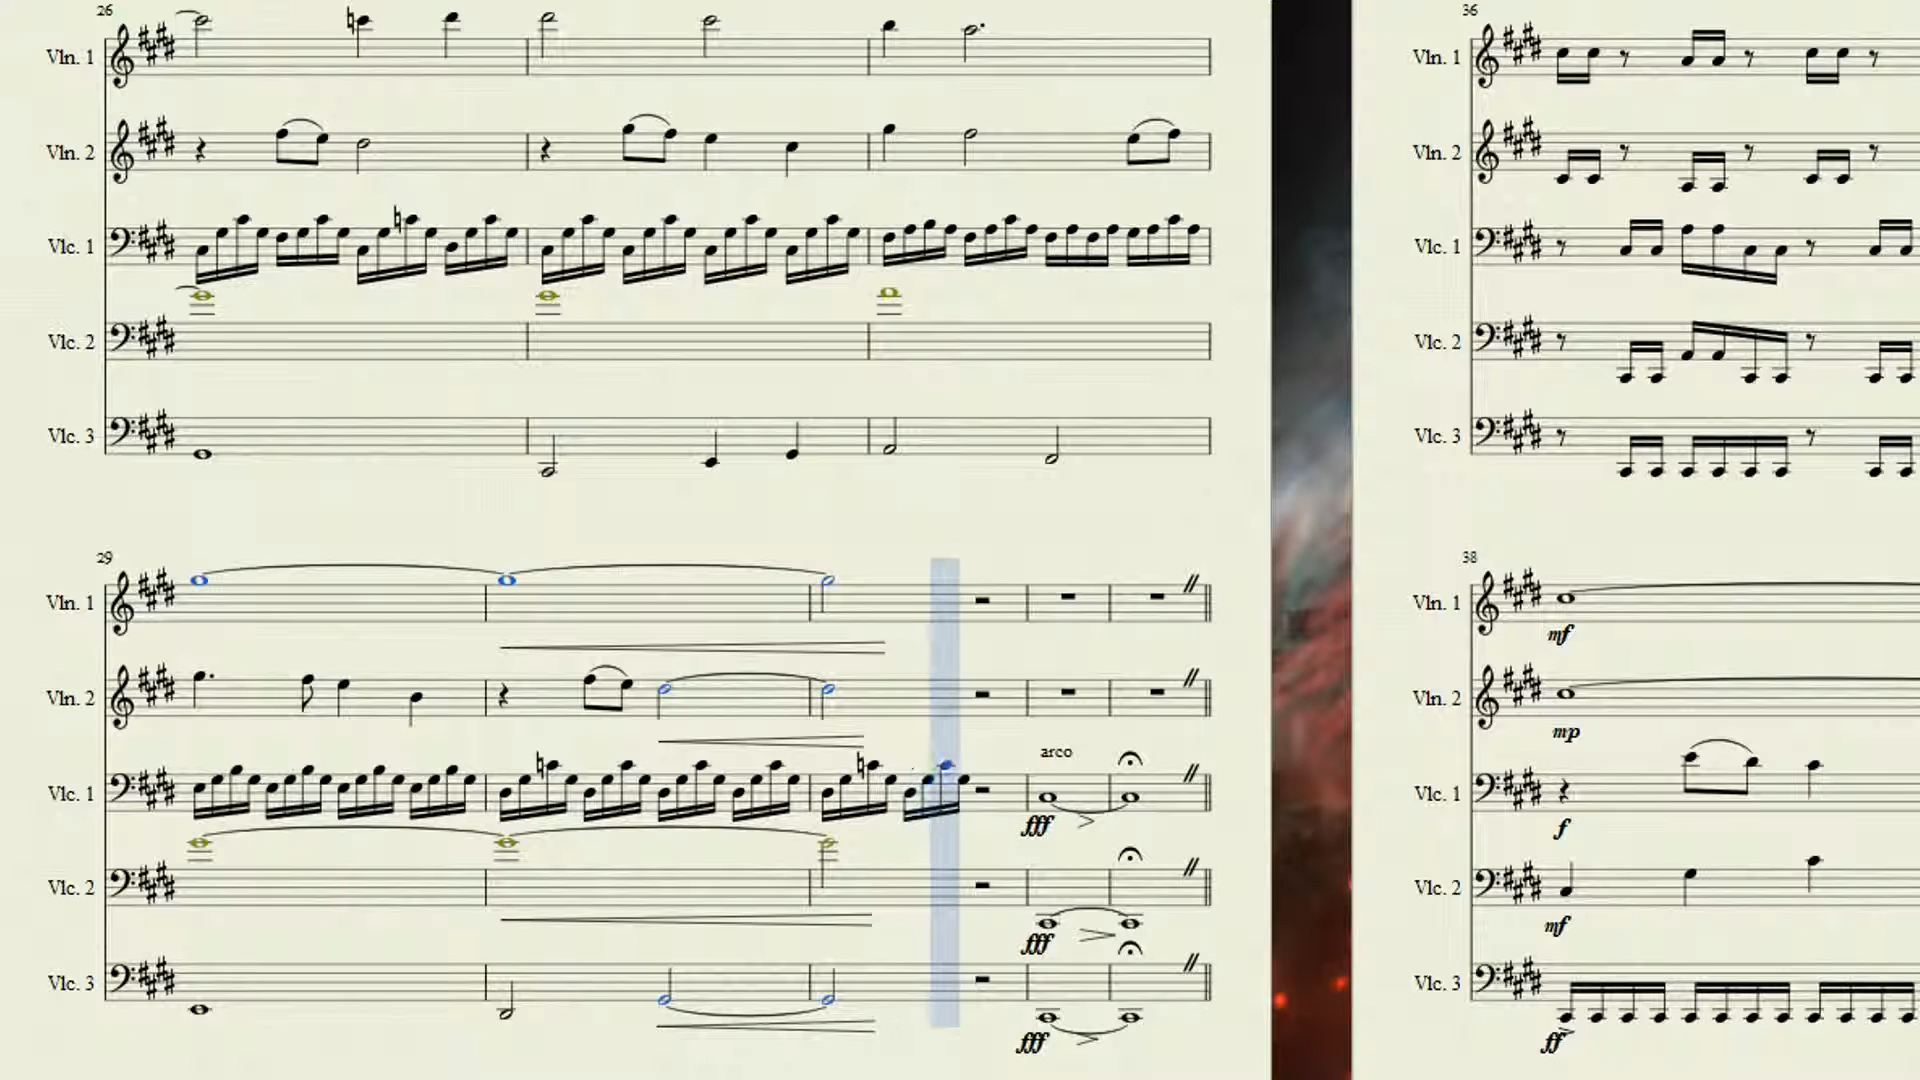 26
Vln. 1
Vln. 2
Vlc. 1
Vlc. 2
Vlc. 3
29
Vln. 1
Vln. 2
arco
Vlc. 1
fff
Vlc. 2
fff
Vlc. 3
fff
36
Vln. 1
Vln. 2
Vlc. 1
Vlc. 2
Vlc. 3
38
Vln. 1
mf
Vln. 2
mp
Vlc. 1
f
Vlc. 2
mf
Vlc. 3
ff